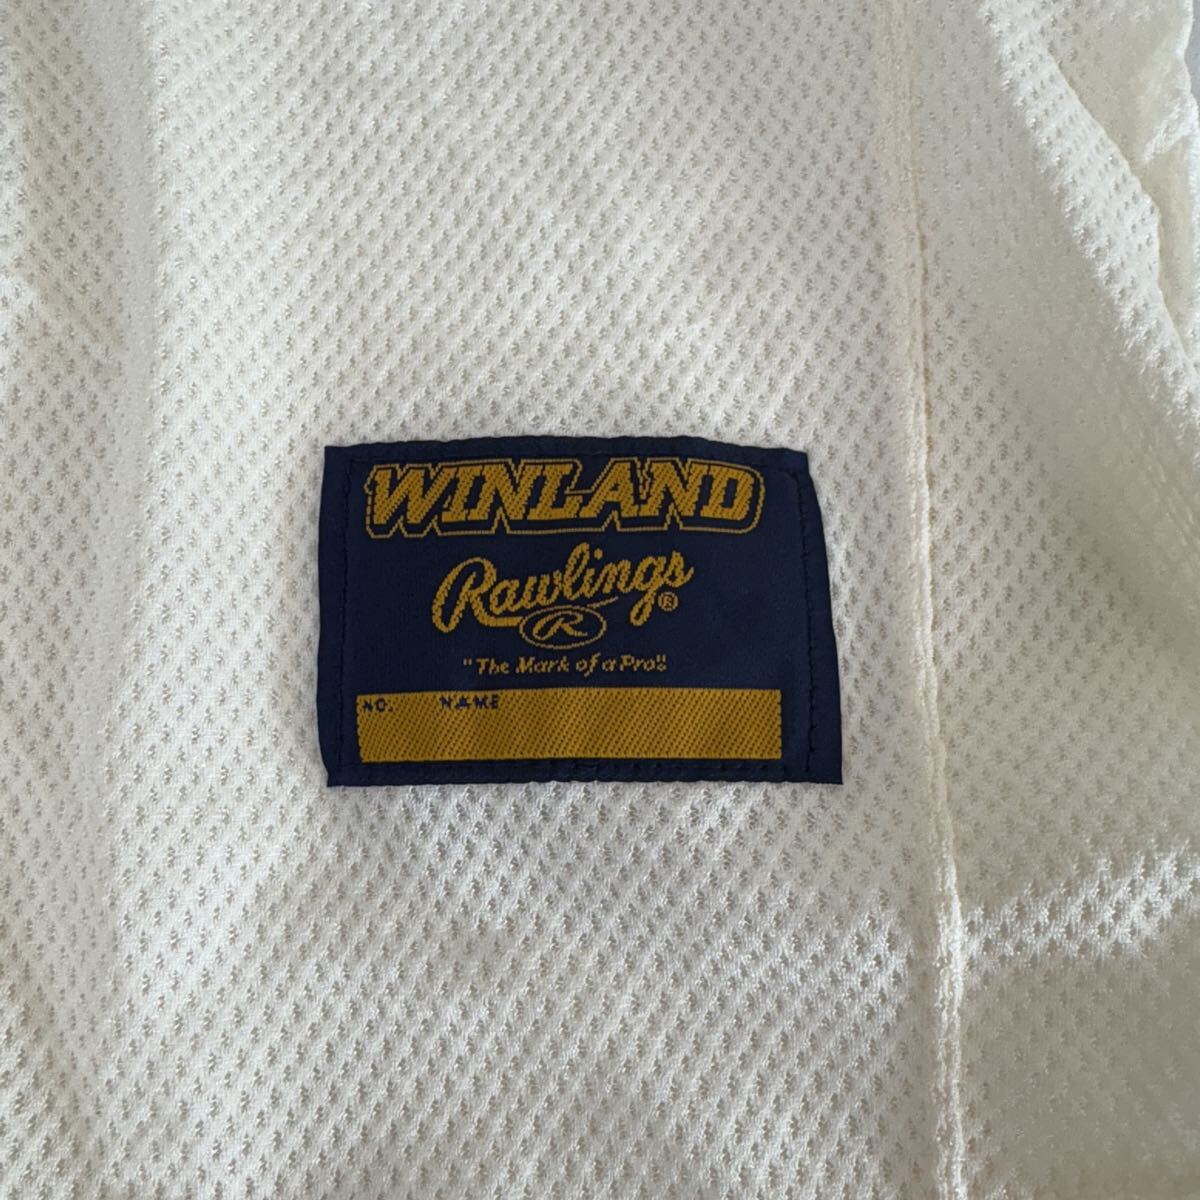 WINLAND
Rawlings®
R
"The Mark of a Pro"
NO. NAME